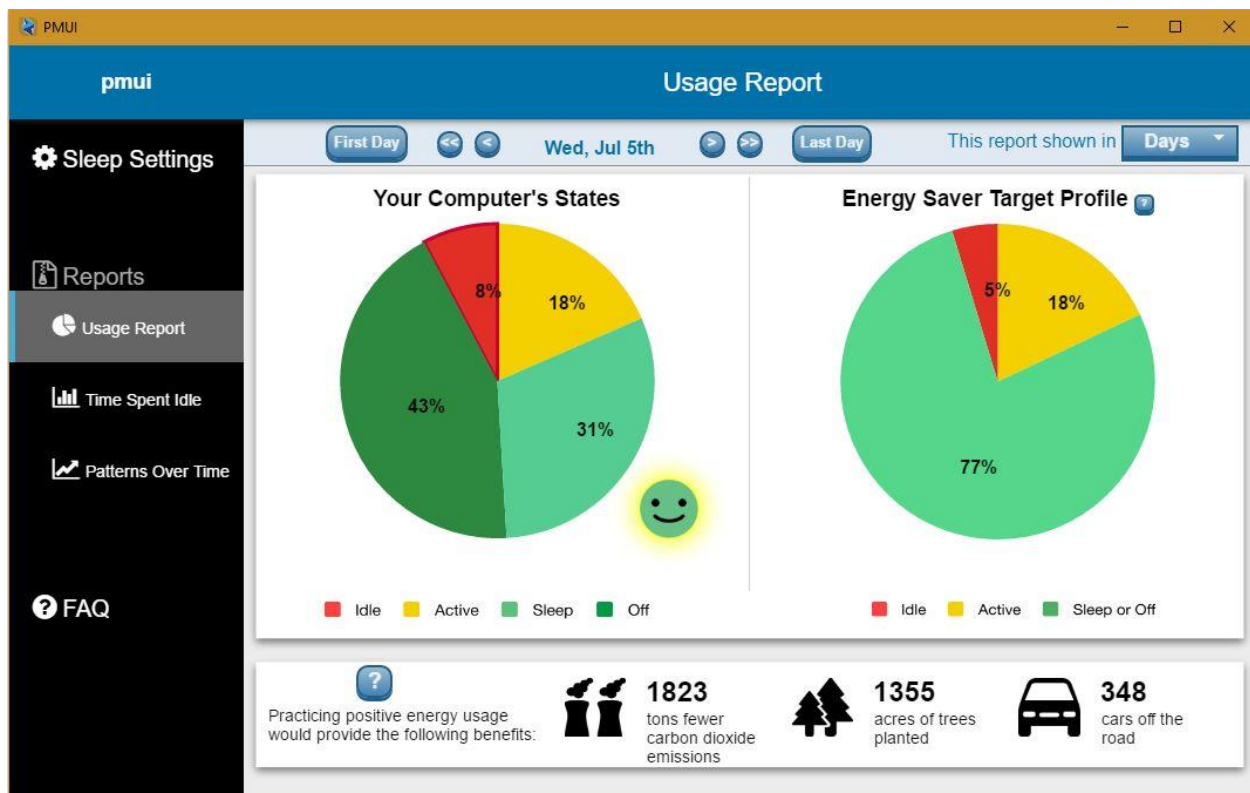 PMUI
pmui
Usage Report
Sleep Settings
Reports
Usage Report
Time Spent Idle
Patterns Over Time
FAQ
First Day
<<
<
Wed, Jul 5th
>
>>
Last Day
This report shown in
Days
Your Computer's States
8%
18%
43%
31%
Idle
Active
Sleep
Off
Energy Saver Target Profile ?
5%
18%
77%
Idle
Active
Sleep or Off
?
Practicing positive energy usage
would provide the following benefits:
1823
tons fewer
carbon dioxide
emissions
1355
acres of trees
planted
348
cars off the
road